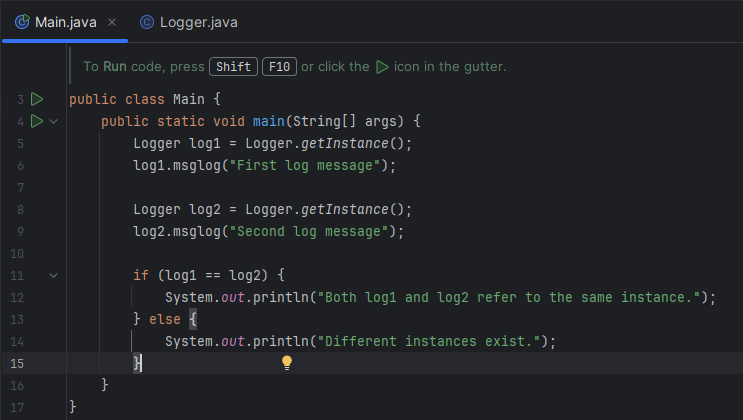 Main.java × Logger.java
To Run code, press Shift F10 or click the icon in the gutter.
3 public class Main {
4     public static void main(String[] args) {
5         Logger log1 = Logger.getInstance();
6         log1.msglog("First log message");
7
8         Logger log2 = Logger.getInstance();
9         log2.msglog("Second log message");
10
11         if (log1 == log2) {
12             System.out.println("Both log1 and log2 refer to the same instance.");
13         } else {
14             System.out.println("Different instances exist.");
15         }
16     }
17 }